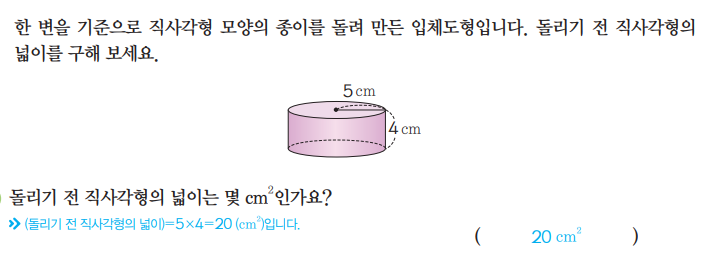 한 변을 기준으로 직사각형 모양의 종이를 돌려 만든 입체도형입니다. 돌리기 전 직사각형의
넓이를 구해 보세요.
5 cm
4 cm
돌리기 전 직사각형의 넓이는 몇 cm²인가요?
(돌리기 전 직사각형의 넓이)=5×4=20 (cm²)입니다.
( 20 cm² )